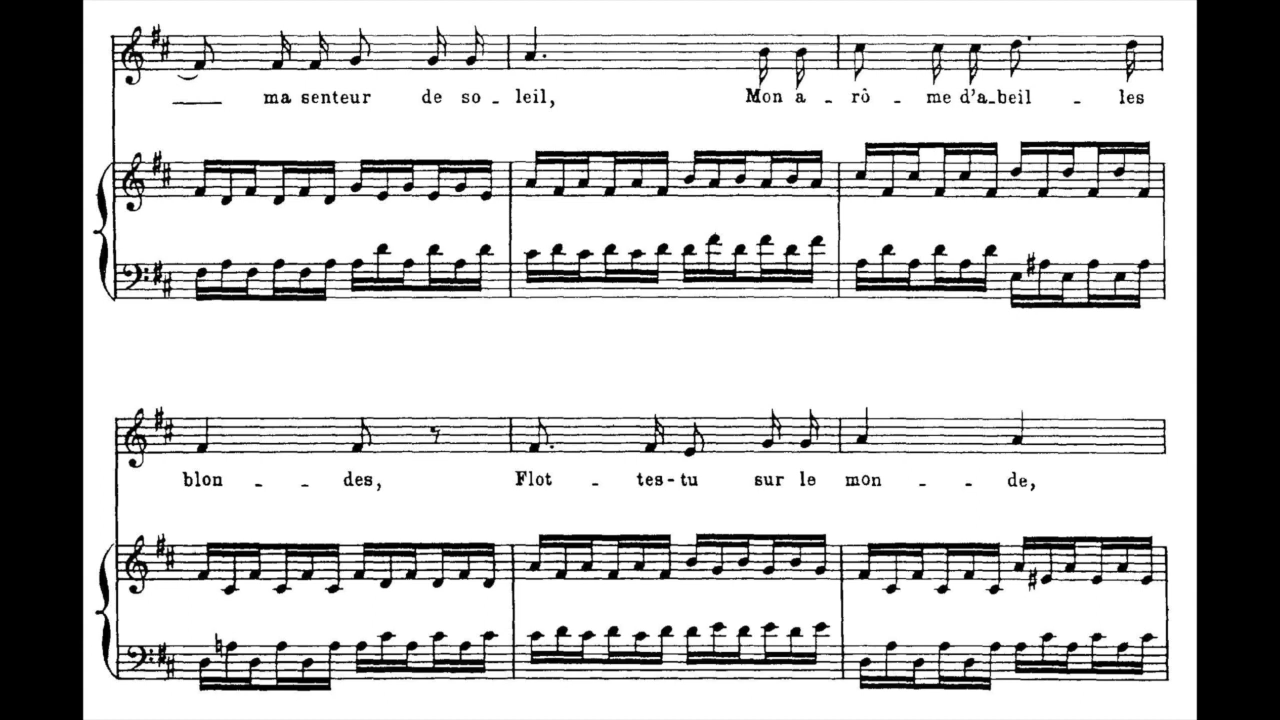 ma senteur de so - leil, Mon a - rô - me d'a-beil - les
blon - - des, Flot - tes-tu sur le mon - - de,